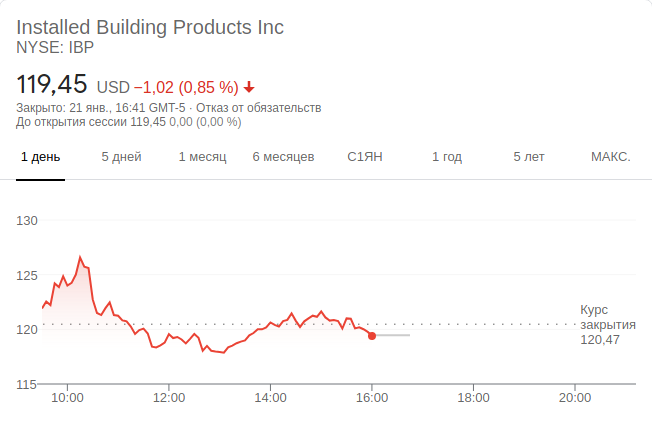 Installed Building Products Inc
NYSE: IBP
119,45 USD −1,02 (0,85 %)
Закрыто: 21 янв., 16:41 GMT-5 · Отказ от обязательств
До открытия сессии 119,45 0,00 (0,00 %)
1 день 5 дней 1 месяц 6 месяцев С1ЯН 1 год 5 лет МАКС.
130
125
Курс
закрытия
120,47
120
115
10:00 12:00 14:00 16:00 18:00 20:00